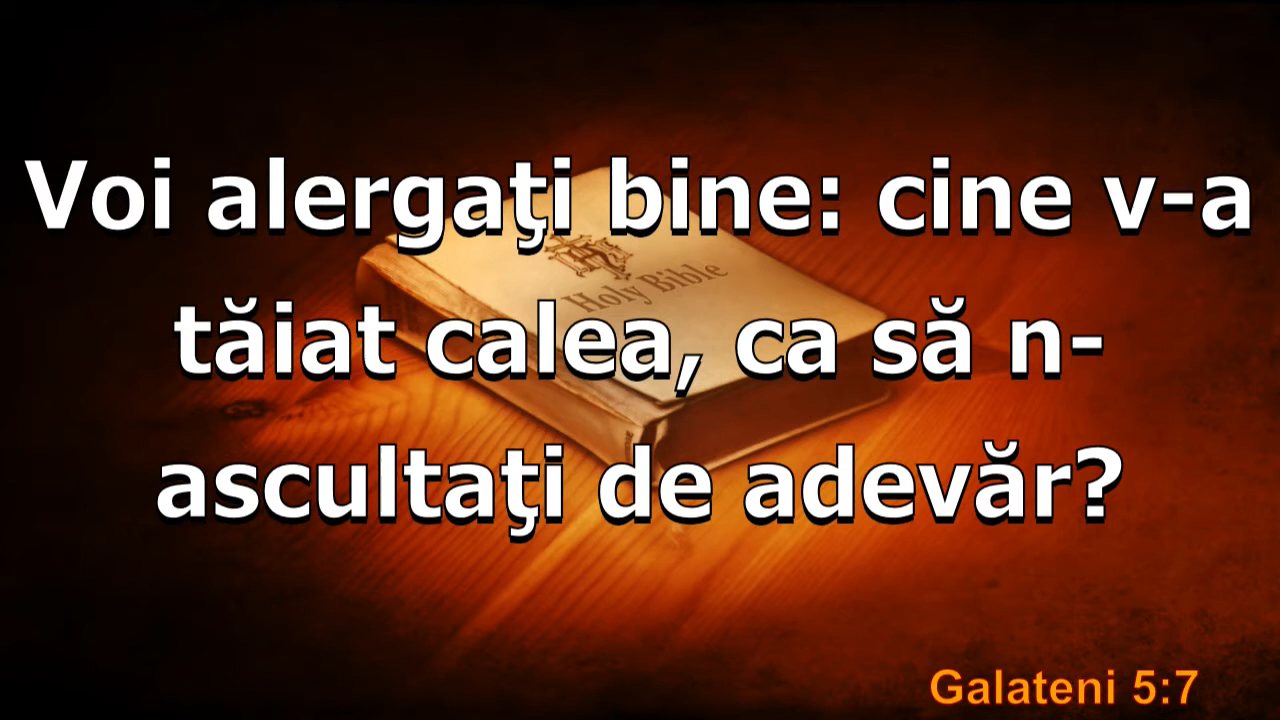 Voi alergaţi bine: cine v-a
tăiat calea, ca să n-
ascultaţi de adevăr?
Holy Bible
Galateni 5:7